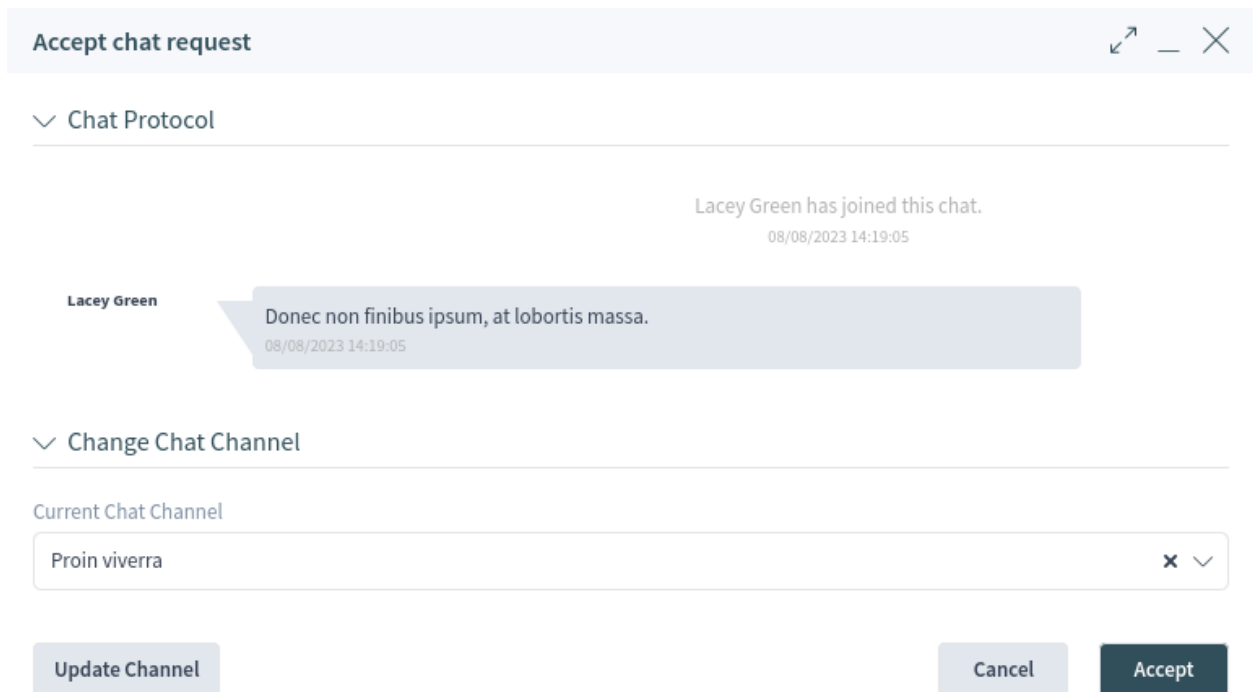 Accept chat request
Chat Protocol
Lacey Green has joined this chat.
08/08/2023 14:19:05
Lacey Green
Donec non finibus ipsum, at lobortis massa.
08/08/2023 14:19:05
Change Chat Channel
Current Chat Channel
Proin viverra
Update Channel
Cancel
Accept